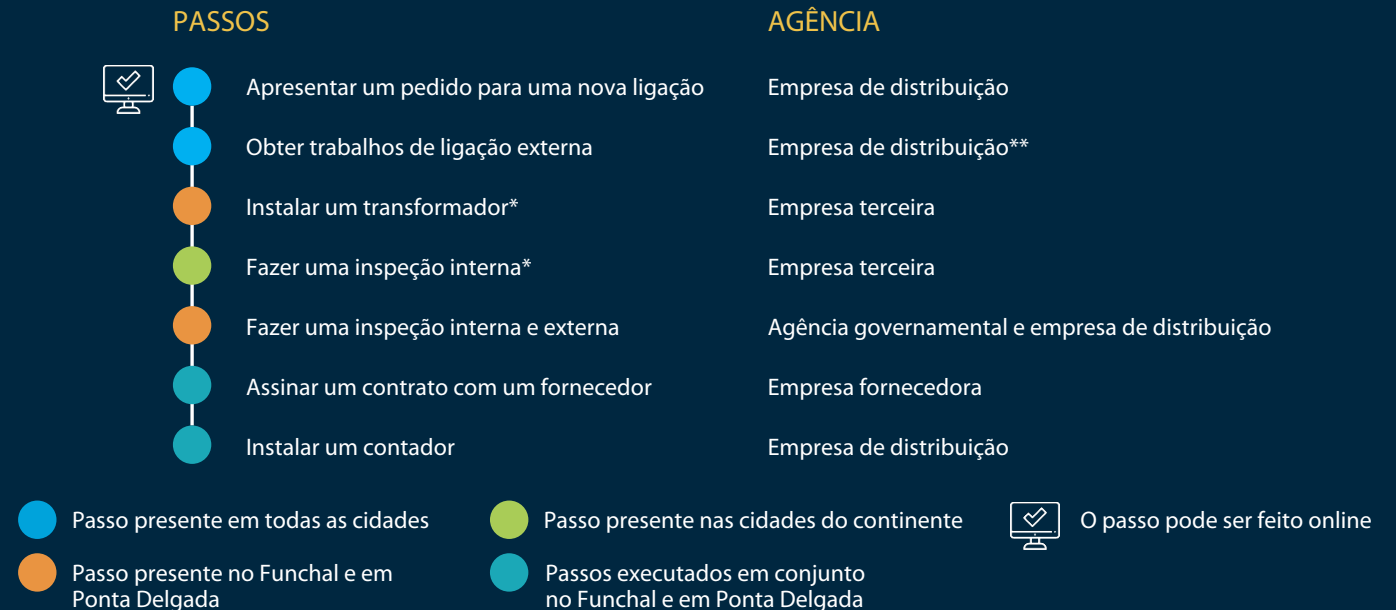 PASSOS AGÊNCIA
Apresentar um pedido para uma nova ligação Empresa de distribuição
Obter trabalhos de ligação externa Empresa de distribuição**
Instalar um transformador* Empresa terceira
Fazer uma inspeção interna* Empresa terceira
Fazer uma inspeção interna e externa Agência governamental e empresa de distribuição
Assinar um contrato com um fornecedor Empresa fornecedora
Instalar um contador Empresa de distribuição
Passo presente em todas as cidades Passo presente nas cidades do continente O passo pode ser feito online
Passo presente no Funchal e em Passos executados em conjunto
Ponta Delgada no Funchal e em Ponta Delgada